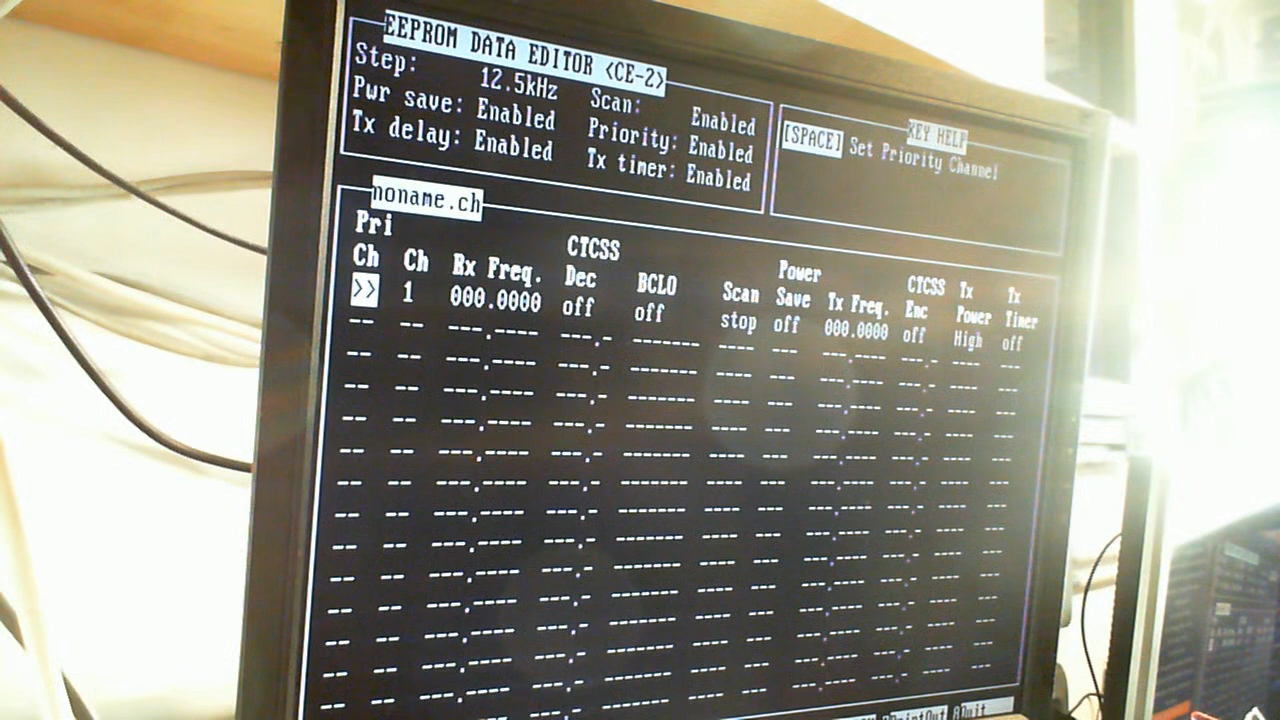 EEPROM DATA EDITOR <CE-2>
Step: 12.5kHz Scan: Enabled
Pwr save: Enabled Priority: Enabled
Tx delay: Enabled Tx timer: Enabled
KEY HELP
[SPACE] Set Priority Channel
noname.ch
Pri CTCSS Power CTCSS Tx Tx
Ch Ch Rx Freq. Dec BCLO Scan Save Tx Freq. Enc Power Timer
>> 1 000.0000 off off stop off 000.0000 off High off
-- -- ---.---- ---.- ------- ---- --- ---.---- ---.- ---- ---
-- -- ---.---- ---.- ------- ---- --- ---.---- ---.- ---- ---
-- -- ---.---- ---.- ------- ---- --- ---.---- ---.- ---- ---
-- -- ---.---- ---.- ------- ---- --- ---.---- ---.- ---- ---
-- -- ---.---- ---.- ------- ---- --- ---.---- ---.- ---- ---
-- -- ---.---- ---.- ------- ---- --- ---.---- ---.- ---- ---
-- -- ---.---- ---.- ------- ---- --- ---.---- ---.- ---- ---
-- -- ---.---- ---.- ------- ---- --- ---.---- ---.- ---- ---
-- -- ---.---- ---.- ------- ---- --- ---.---- ---.- ---- ---
-- -- ---.---- ---.- ------- ---- --- ---.---- ---.- ---- ---
-- -- ---.---- ---.- ------- ---- --- ---.---- ---.- ---- ---
-- -- ---.---- ---.- ------- ---- --- ---.---- ---.- ---- ---
-- -- ---.---- ---.- ------- ---- --- ---.---- ---.- ---- ---